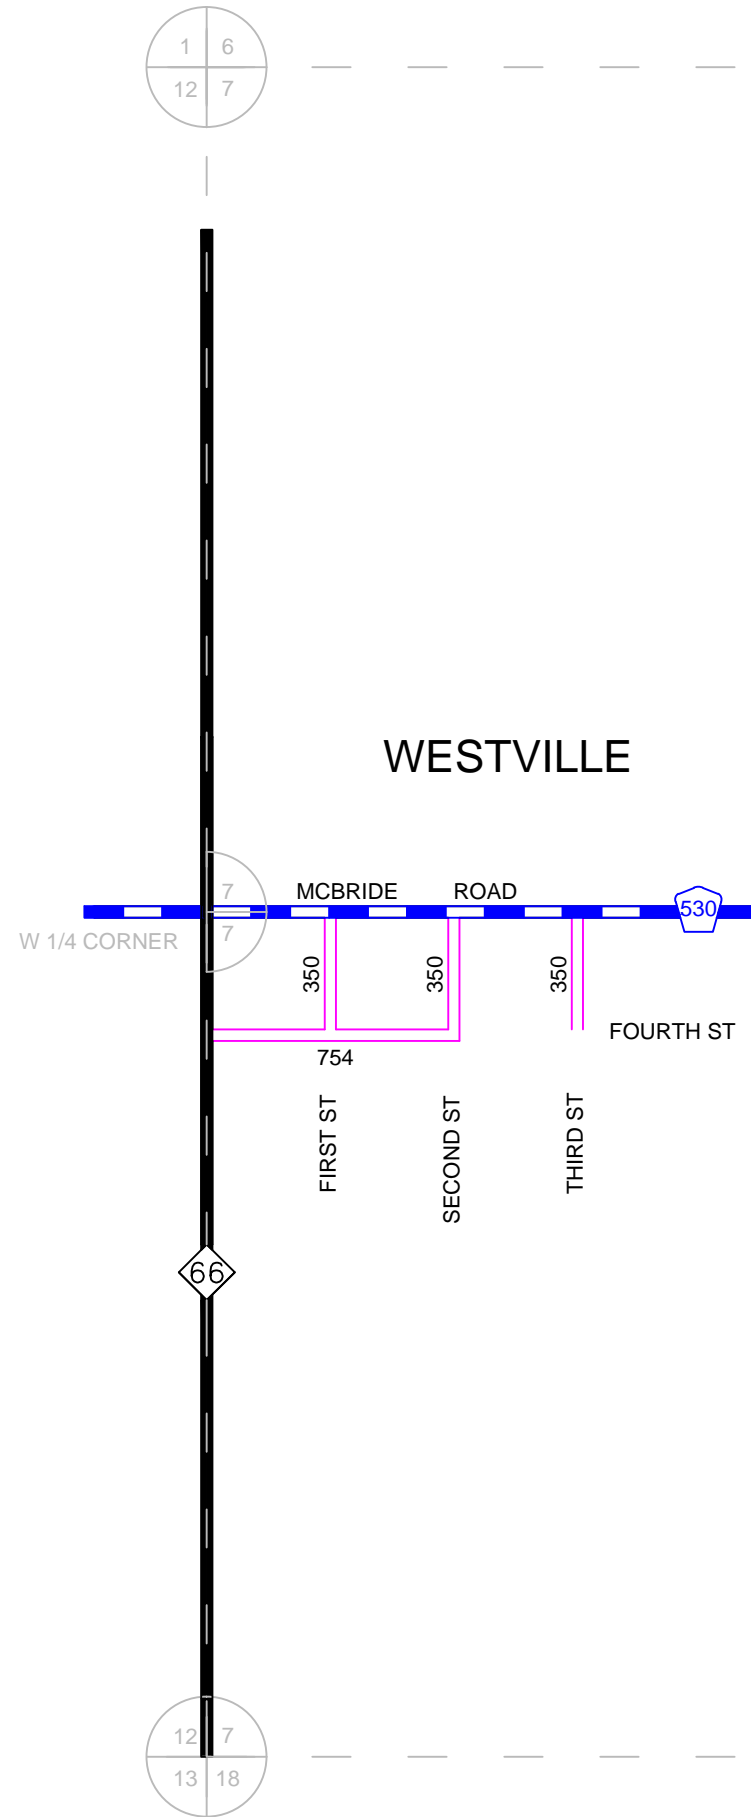 1 6
12 7
WESTVILLE
7
MCBRIDE ROAD
530
7
W 1/4 CORNER
350
350
350
FOURTH ST
754
FIRST ST
SECOND ST
THIRD ST
66
12 7
13 18